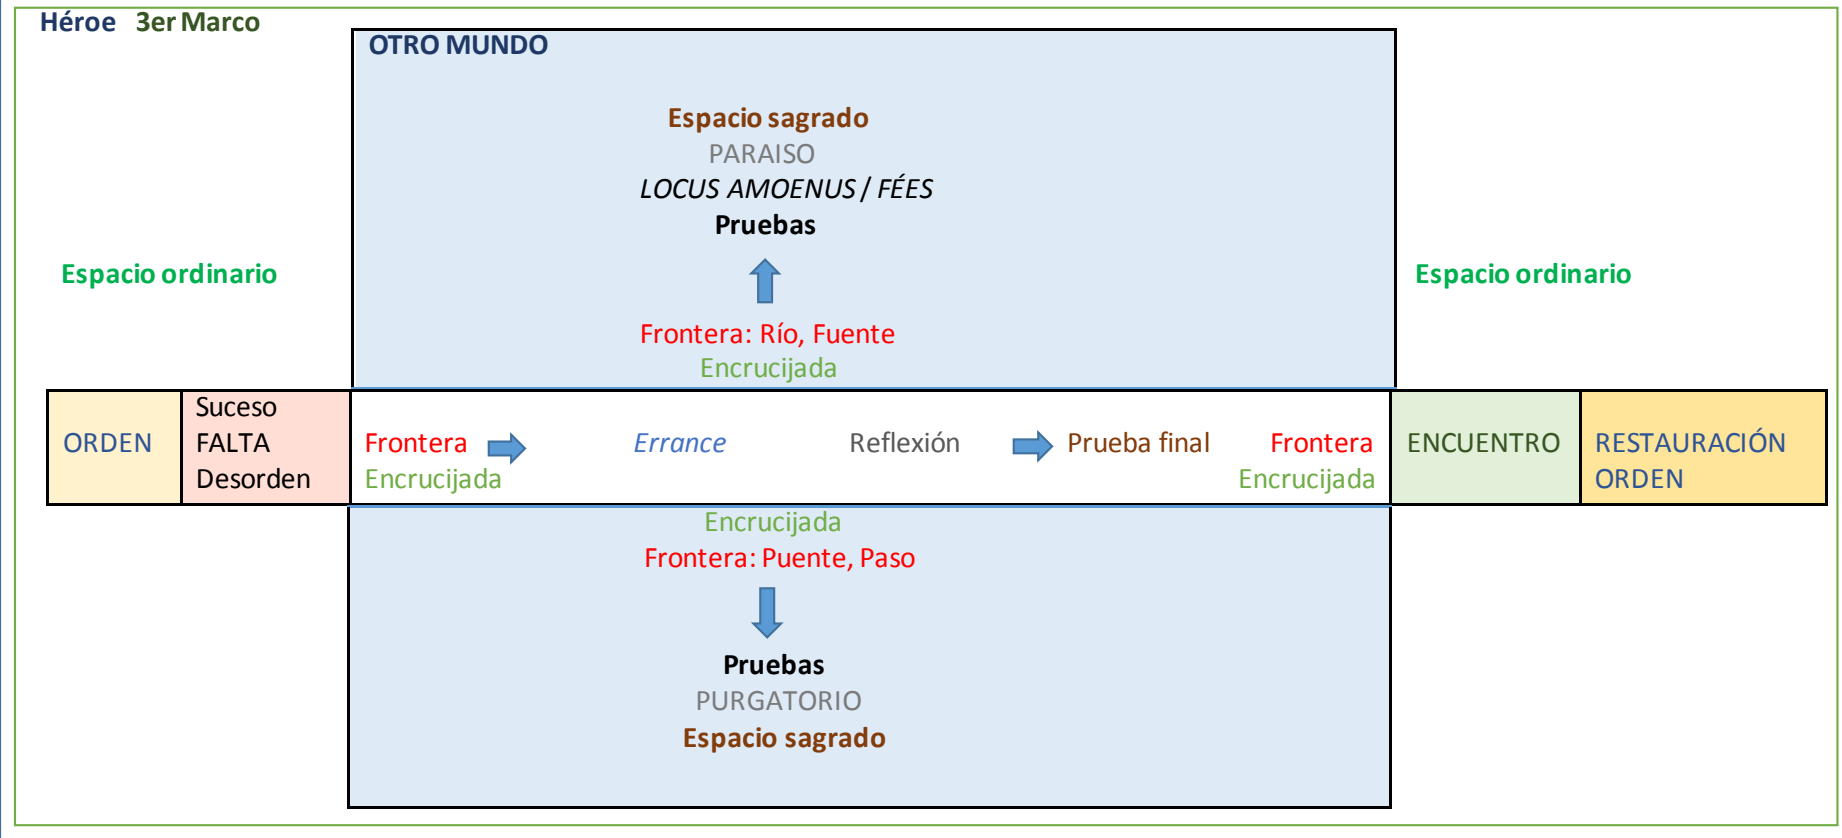 Héroe 3er Marco
OTRO MUNDO
Espacio sagrado
PARAISO
LOCUS AMOENUS / FÉES
Pruebas
Espacio ordinario
Espacio ordinario
Frontera: Río, Fuente
Encrucijada
ORDEN
Suceso
FALTA
Desorden
Frontera
Encrucijada
Errance
Reflexión
Prueba final
Frontera
Encrucijada
ENCUENTRO
RESTAURACIÓN
ORDEN
Encrucijada
Frontera: Puente, Paso
Pruebas
PURGATORIO
Espacio sagrado